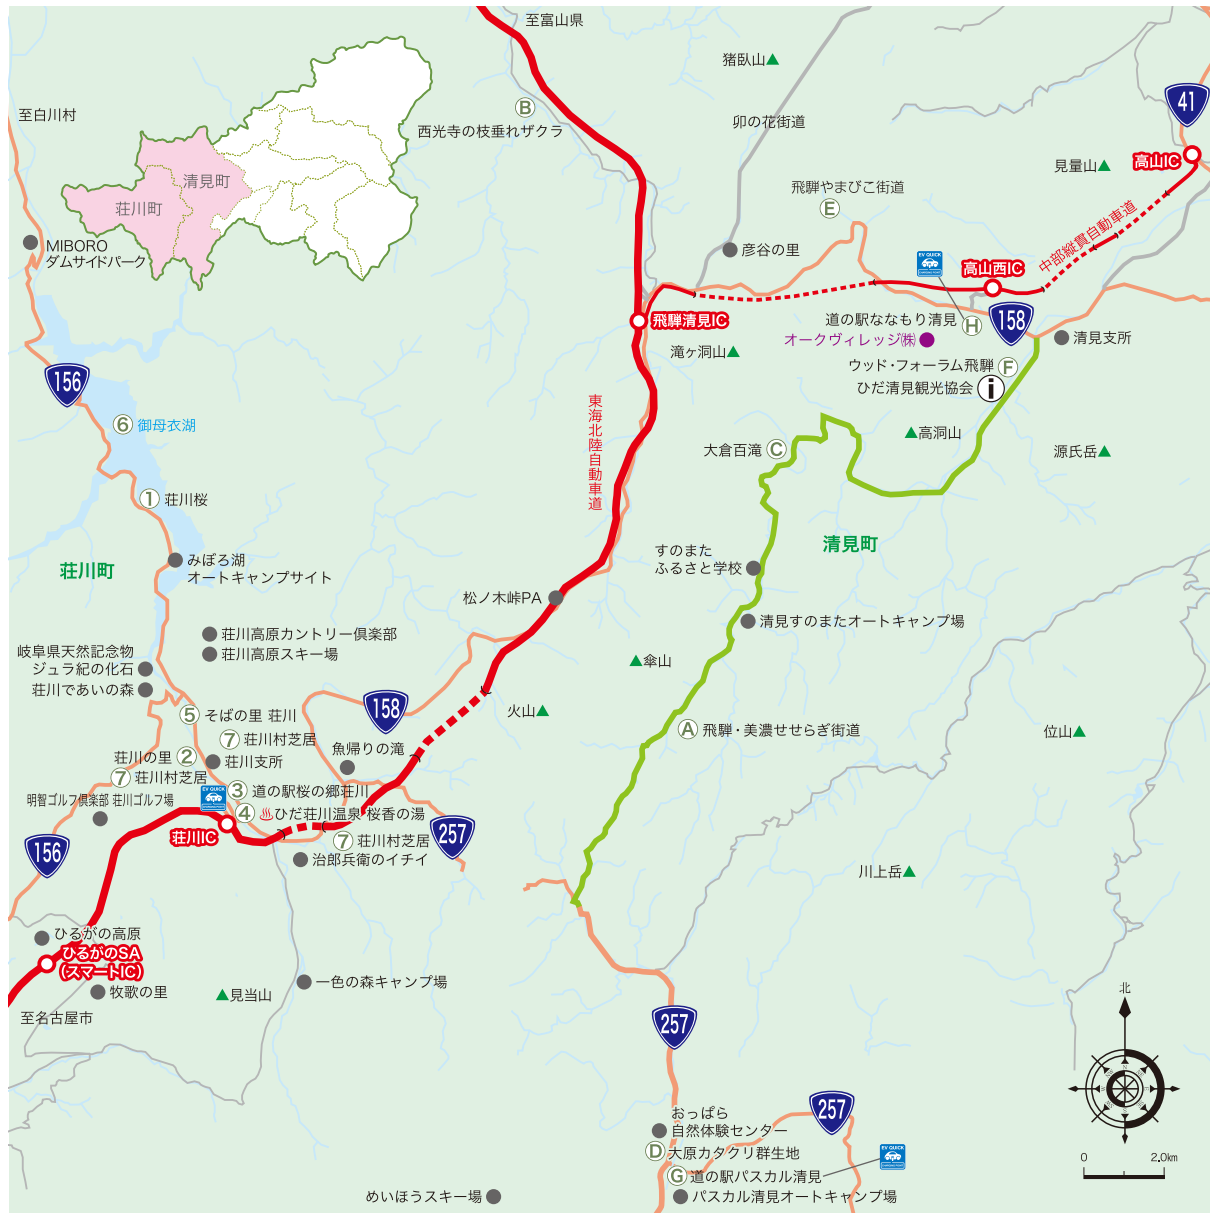 至富山県
猪臥山
41
至白川村
B
西光寺の枝垂れザクラ
卯の花街道
高山IC
見量山
清見町
荘川町
飛騨やまびこ街道
E
中部縦貫自動車道
MIBORO
ダムサイドパーク
彦谷の里
EV QUICK
高山西IC
飛騨清見IC
道の駅ななもり清見
H
158
オークヴィレッジ㈱
清見支所
滝ヶ洞山
ウッド・フォーラム飛騨
F
ひだ清見観光協会
i
156
東海北陸自動車道
6
御母衣湖
高洞山
大倉百滝
C
源氏岳
1
荘川桜
清見町
みぼろ湖
オートキャンプサイト
荘川町
すのまた
ふるさと学校
松ノ木峠PA
清見すのまたオートキャンプ場
荘川高原カントリー倶楽部
荘川高原スキー場
岐阜県天然記念物
ジュラ紀の化石
荘川であいの森
傘山
158
火山
5
そばの里 荘川
A
飛騨・美濃せせらぎ街道
位山
7
荘川村芝居
魚帰りの滝
荘川の里
2
荘川支所
7
荘川村芝居
EV QUICK
3
道の駅桜の郷荘川
明智ゴルフ倶楽部 荘川ゴルフ場
4
ひだ荘川温泉 桜香の湯
荘川IC
7
荘川村芝居
257
156
治郎兵衛のイチイ
川上岳
ひるがの高原
ひるがのSA
(スマートIC)
一色の森キャンプ場
牧歌の里
見当山
至名古屋市
北
257
257
おっぱら
自然体験センター
D
大原カタクリ群生地
EV QUICK
G
道の駅パスカル清見
めいほうスキー場
パスカル清見オートキャンプ場
0
2.0km